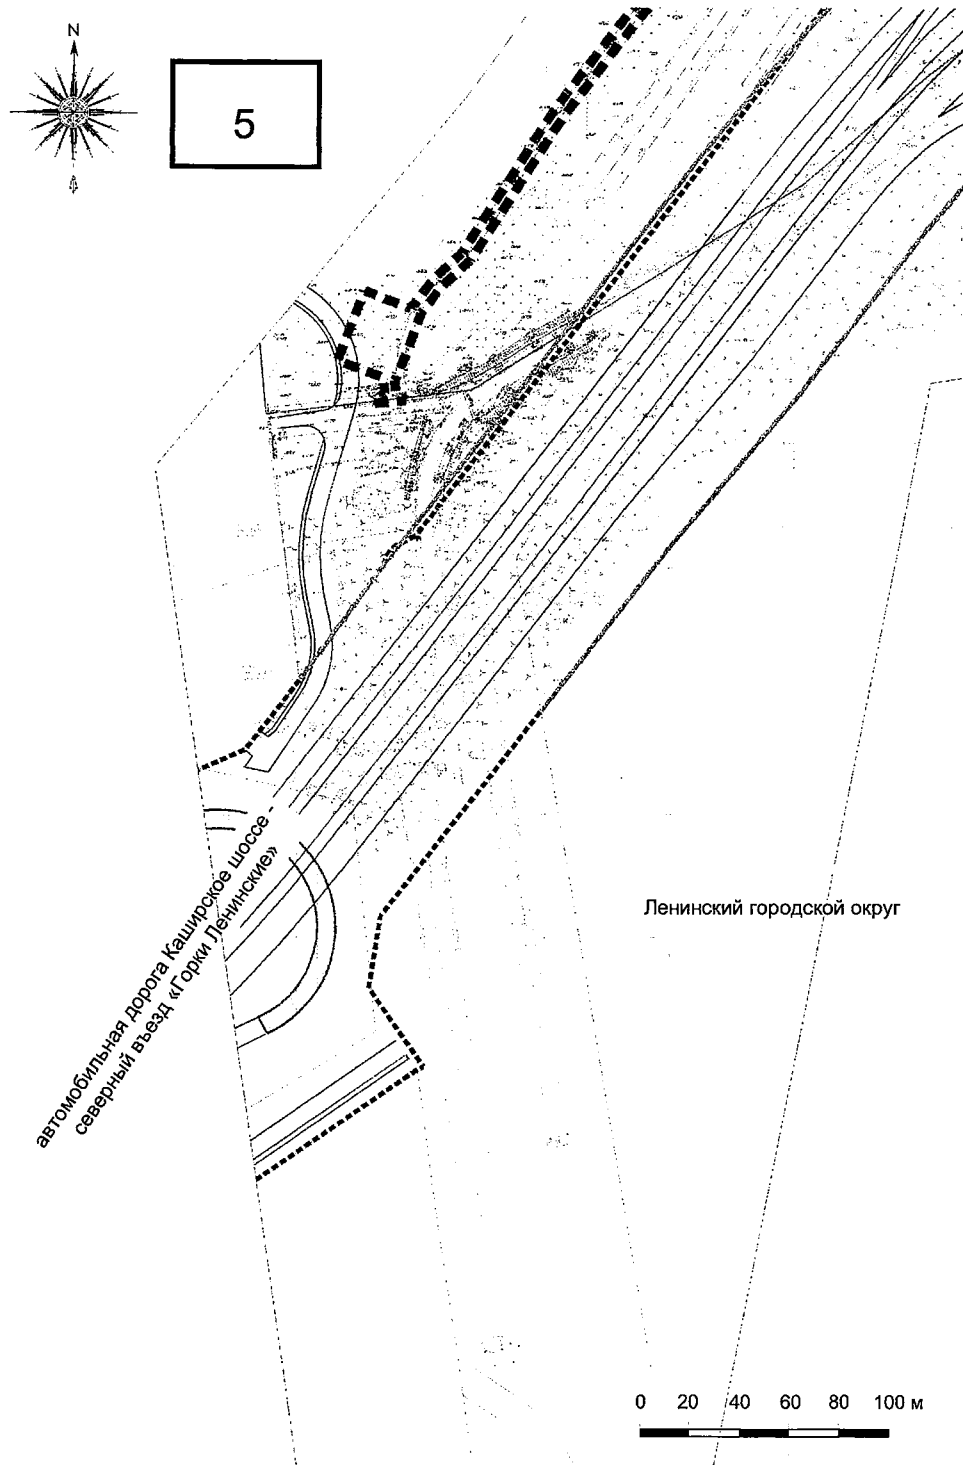 N
5
автомобильная дорога Каширское шоссе -
северный въезд «Горки Ленинские»
Ленинский городской округ
0 20 40 60 80 100 м